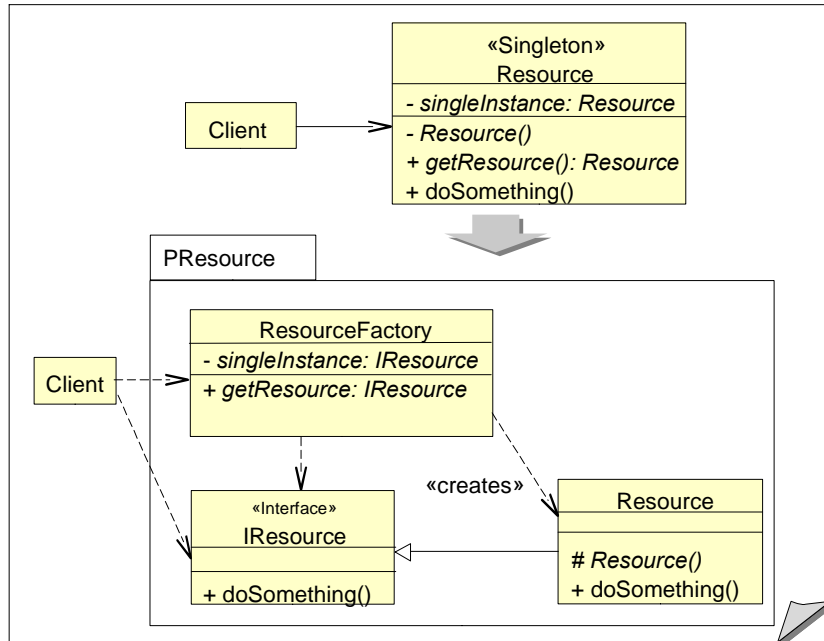 «Singleton»
Resource
- singleInstance: Resource
- Resource()
+ getResource(): Resource
+ doSomething()
Client
PResource
ResourceFactory
- singleInstance: IResource
+ getResource: IResource
Client
«creates»
«Interface»
IResource
+ doSomething()
Resource
# Resource()
+ doSomething()